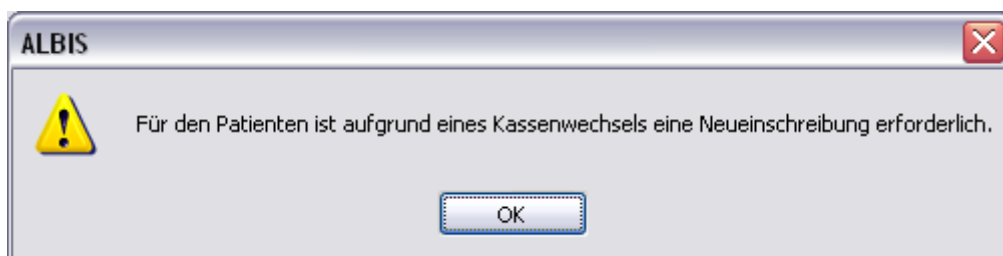 ALBIS
Für den Patienten ist aufgrund eines Kassenwechsels eine Neueinschreibung erforderlich.
OK